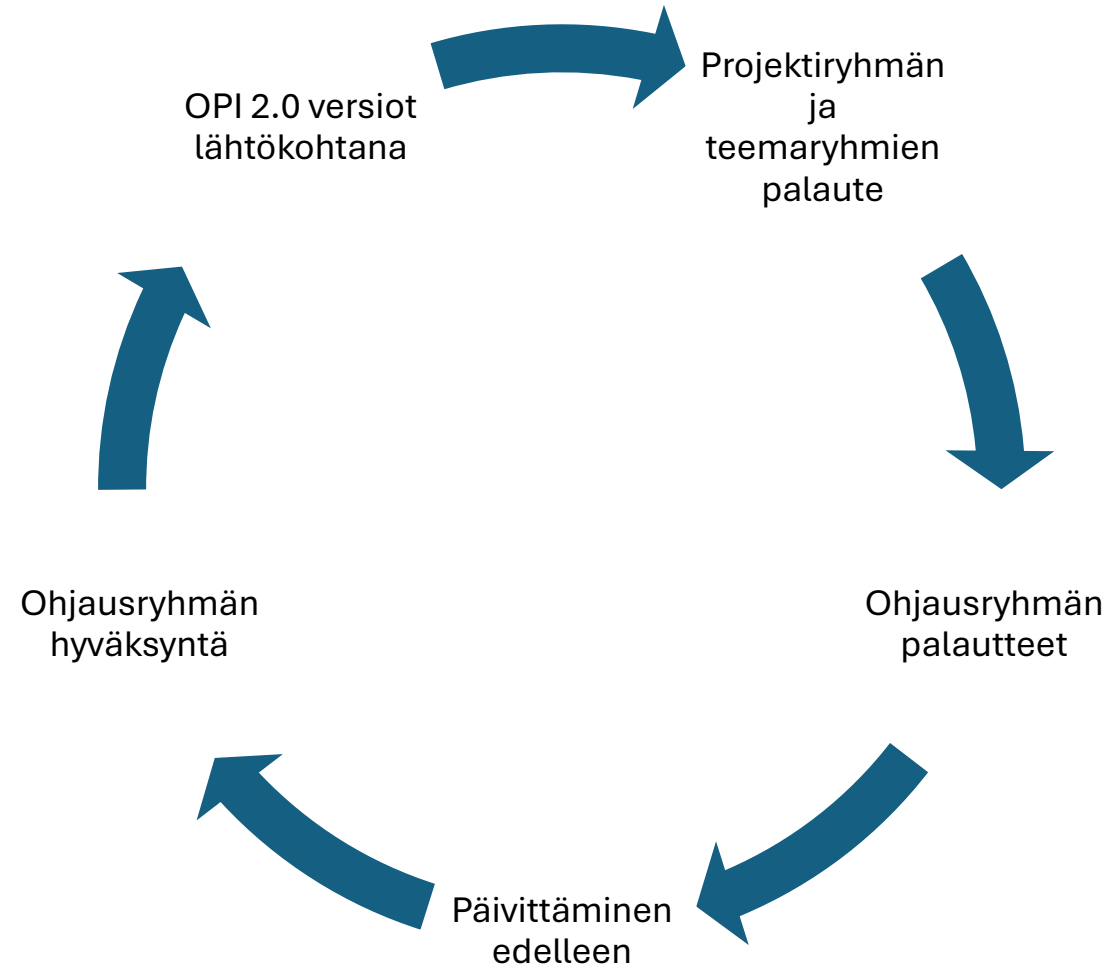 OPI 2.0 versiot
lähtökohtana
Projektiryhmän
ja
teemaryhmien
palaute
Ohjausryhmän
palautteet
Päivittäminen
edelleen
Ohjausryhmän
hyväksyntä